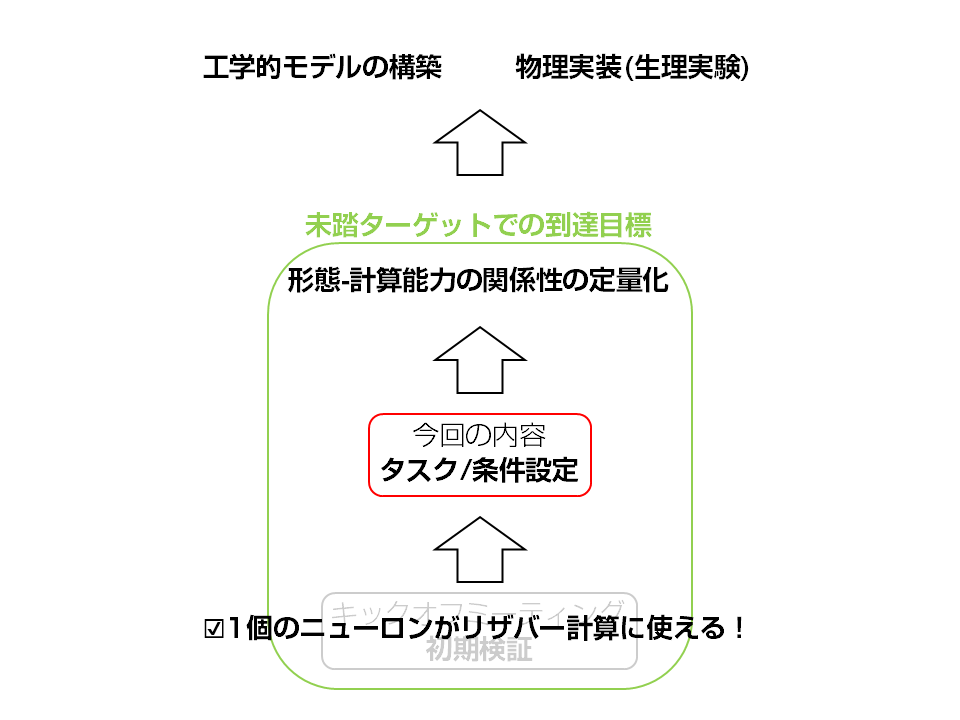 工学的モデルの構築
物理実装(生理実験)
未踏ターゲットでの到達目標
形態-計算能力の関係性の定量化
今回の内容
タスク/条件設定
キックオフミーティング
☑1個のニューロンがリザバー計算に使える！
初期検証